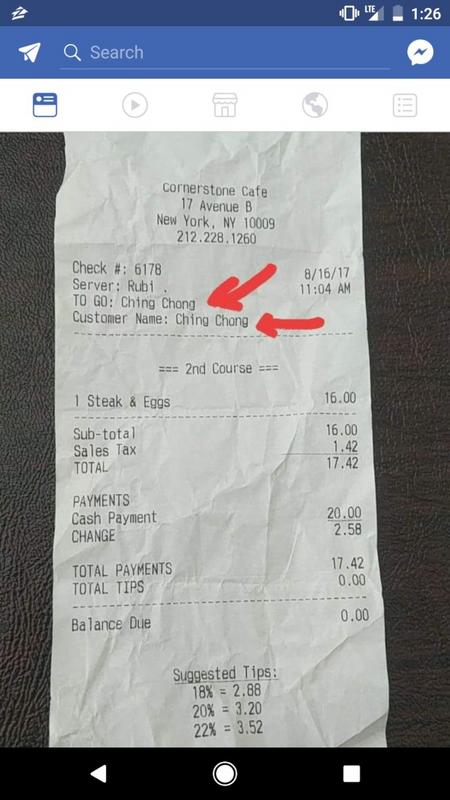 1:26
LTE
Search
Cornerstone Cafe
17 Avenue B
New York, NY 10009
212.228.1260
Check #: 6178 8/16/17
Server: Rubi . 11:04 AM
TO GO: Ching Chong
Customer Name: Ching Chong
=== 2nd Course ===
1 Steak & Eggs 16.00
Sub-total 16.00
Sales Tax 1.42
TOTAL 17.42
PAYMENTS
Cash Payment 20.00
CHANGE 2.58
TOTAL PAYMENTS 17.42
TOTAL TIPS 0.00
Balance Due 0.00
Suggested Tips:
18% = 2.88
20% = 3.20
22% = 3.52